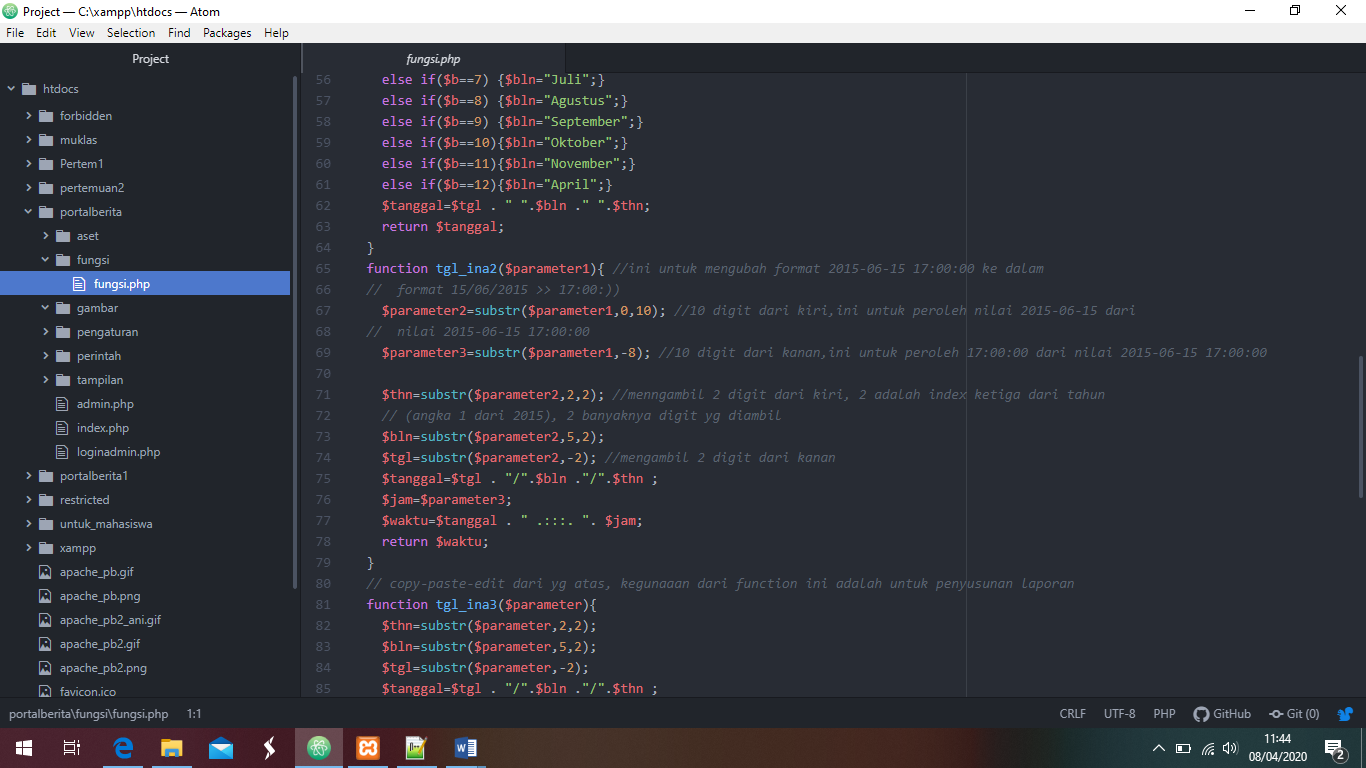 Project — C:\xampp\htdocs — Atom
File Edit View Selection Find Packages Help
Project
htdocs
forbidden
muklas
Pertem1
pertemuan2
portalberita
aset
fungsi
fungsi.php
gambar
pengaturan
perintah
tampilan
admin.php
index.php
loginadmin.php
portalberita1
restricted
untuk_mahasiswa
xampp
apache_pb.gif
apache_pb.png
apache_pb2_ani.gif
apache_pb2.gif
apache_pb2.png
favicon.ico
fungsi.php
56 else if($b==7) {$bln="Juli";}
57 else if($b==8) {$bln="Agustus";}
58 else if($b==9) {$bln="September";}
59 else if($b==10){$bln="Oktober";}
60 else if($b==11){$bln="November";}
61 else if($b==12){$bln="April";}
62 $tanggal=$tgl . " ".$bln ." ".$thn;
63 return $tanggal;
64 }
65 function tgl_ina2($parameter1){ //ini untuk mengubah format 2015-06-15 17:00:00 ke dalam
66 //  format 15/06/2015 >> 17:00:))
67 $parameter2=substr($parameter1,0,10); //10 digit dari kiri,ini untuk peroleh nilai 2015-06-15 dari
68 //  nilai 2015-06-15 17:00:00
69 $parameter3=substr($parameter1,-8); //10 digit dari kanan,ini untuk peroleh 17:00:00 dari nilai 2015-06-15 17:00:00
70
71 $thn=substr($parameter2,2,2); //menngambil 2 digit dari kiri, 2 adalah index ketiga dari tahun
72 // (angka 1 dari 2015), 2 banyaknya digit yg diambil
73 $bln=substr($parameter2,5,2);
74 $tgl=substr($parameter2,-2); //mengambil 2 digit dari kanan
75 $tanggal=$tgl . "/".$bln ."/".$thn ;
76 $jam=$parameter3;
77 $waktu=$tanggal . " .:::. ". $jam;
78 return $waktu;
79 }
80 // copy-paste-edit dari yg atas, kegunaaan dari function ini adalah untuk penyusunan laporan
81 function tgl_ina3($parameter){
82 $thn=substr($parameter,2,2);
83 $bln=substr($parameter,5,2);
84 $tgl=substr($parameter,-2);
85 $tanggal=$tgl . "/".$bln ."/".$thn ;
portalberita\fungsi\fungsi.php 1:1 CRLF UTF-8 PHP GitHub Git (0)
11:44
08/04/2020
2